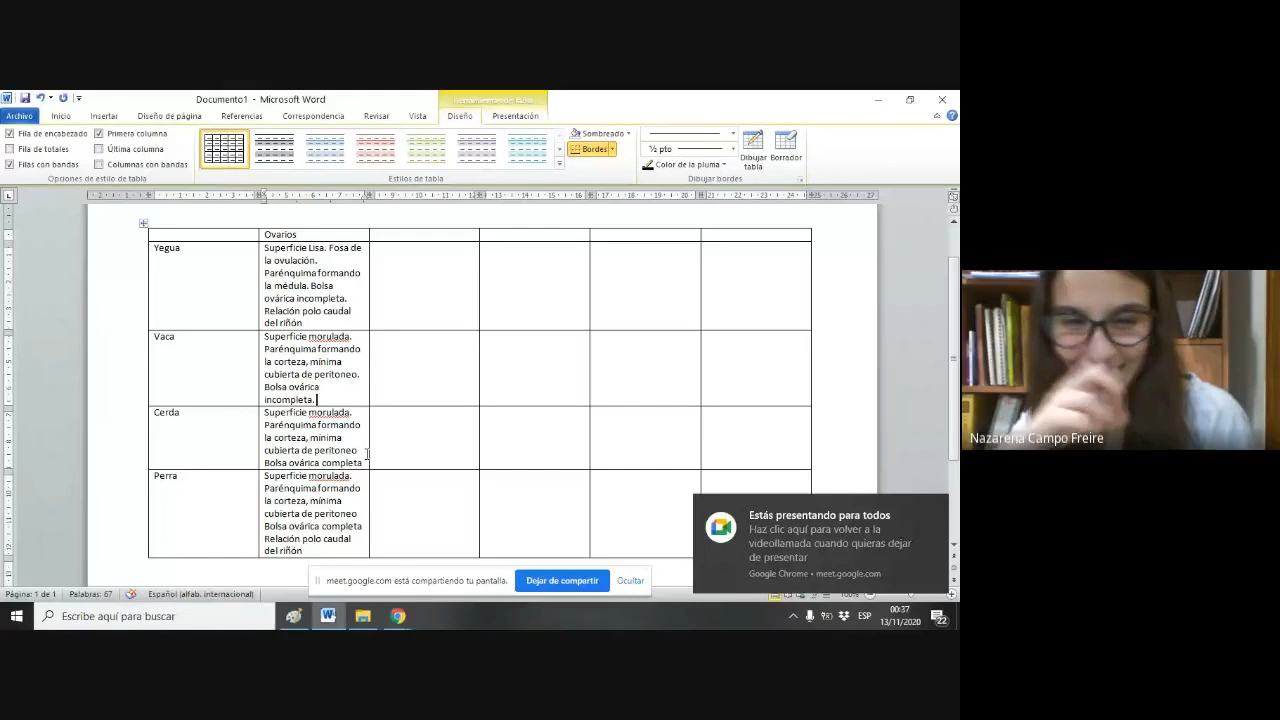 Documento1 - Microsoft Word
Herramientas de tabla
Archivo Inicio Insertar Diseño de página Referencias Correspondencia Revisar Vista Diseño Presentación
Fila de encabezado Primera columna
Fila de totales Última columna
Filas con bandas Columnas con bandas
Opciones de estilo de tabla
Estilos de tabla
Sombreado
Bordes
½ pto
Color de la pluma
Dibujar tabla
Borrador
Dibujar bordes
Ovarios
Yegua
Superficie Lisa. Fosa de
la ovulación.
Parénquima formando
la médula. Bolsa
ovárica incompleta.
Relación polo caudal
del riñón
Vaca
Superficie morulada.
Parénquima formando
la corteza, mínima
cubierta de peritoneo.
Bolsa ovárica
incompleta.
Cerda
Superficie morulada.
Parénquima formando
la corteza, mínima
cubierta de peritoneo
Bolsa ovárica completa
Perra
Superficie morulada.
Parénquima formando
la corteza, mínima
cubierta de peritoneo
Bolsa ovárica completa
Relación polo caudal
del riñón
Nazarena Campo Freire
Estás presentando para todos
Haz clic aquí para volver a la
videollamada cuando quieras dejar
de presentar
Google Chrome • meet.google.com
meet.google.com está compartiendo tu pantalla. Dejar de compartir Ocultar
Página: 1 de 1 Palabras: 67 Español (alfab. internacional) 100%
Escribe aquí para buscar
ESP
00:37
13/11/2020
22